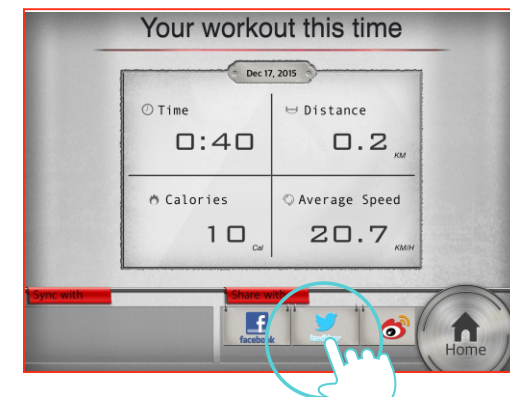 Your workout this time
Dec 17, 2015
Time
Distance
0:40
0.2 KM
Calories
Average Speed
10 Cal
20.7 KM/H
Sync with
Share with
facebook
twitter
Home